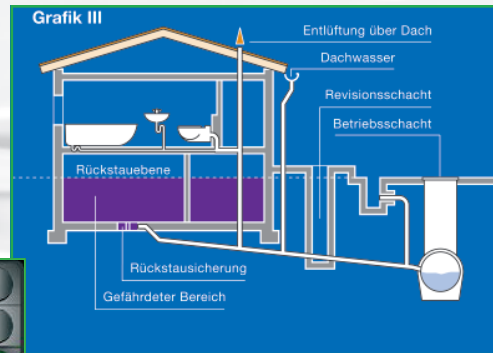 Grafik III
Entlüftung über Dach
Dachwasser
Revisionsschacht
Betriebsschacht
Rückstauebene
Rückstausicherung
Gefährdeter Bereich